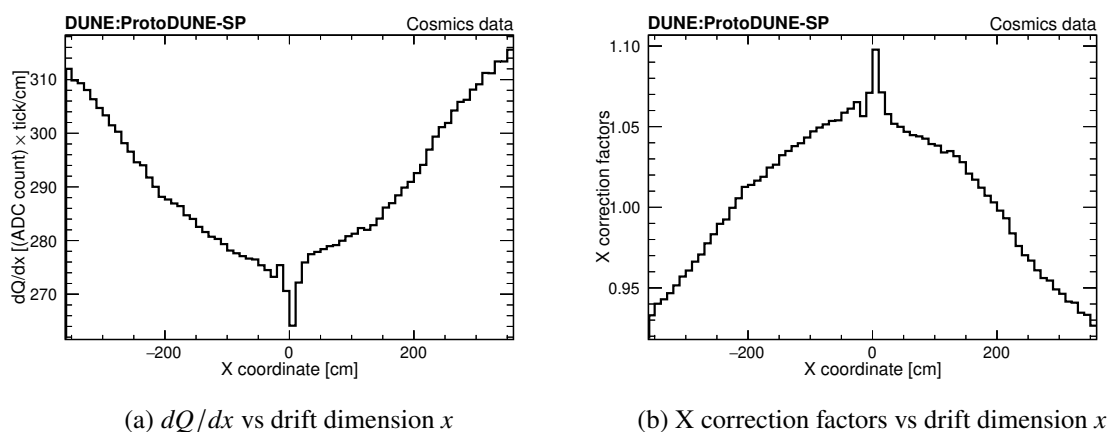 DUNE:ProtoDUNE-SP Cosmics data
dQ/dx [(ADC count) × tick/cm]
310
300
290
280
270
−200 0 200
X coordinate [cm]
(a) dQ/dx vs drift dimension x
DUNE:ProtoDUNE-SP Cosmics data
X correction factors
1.10
1.05
1.00
0.95
−200 0 200
X coordinate [cm]
(b) X correction factors vs drift dimension x